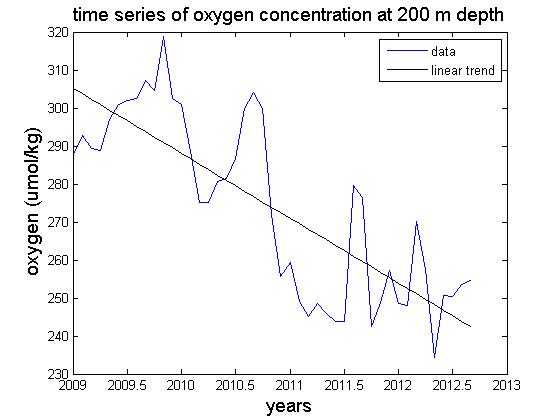 time series of oxygen concentration at 200 m depth
320
310
300
290
280
270
260
250
240
230
oxygen (umol/kg)
data
linear trend
2009 2009.5 2010 2010.5 2011 2011.5 2012 2012.5 2013
years